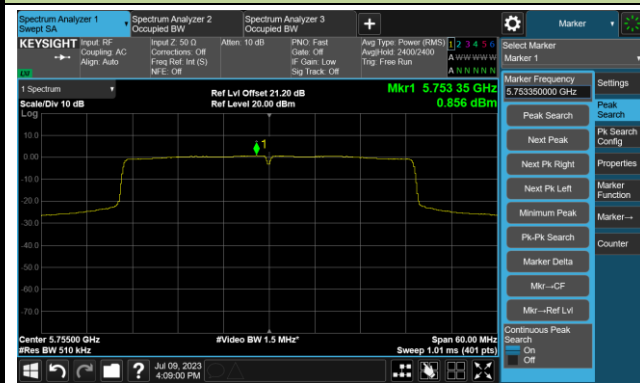 Spectrum Analyzer 1
Swept SA
Spectrum Analyzer 2
Occupied BW
Spectrum Analyzer 3
Occupied BW
Marker
KEYSIGHT
Input: RF
Coupling: AC
Align: Auto
Input Z: 50 Ω
Corrections: Off
Freq Ref: Int (S)
NFE: Off
Atten: 10 dB
PNO: Fast
Gate: Off
IF Gain: Low
Sig Track: Off
Avg Type: Power (RMS)
Avg|Hold: 2400/2400
Trig: Free Run
1 2 3 4 5 6
A W W W W W
A N N N N N
Select Marker
Marker 1
1 Spectrum
Scale/Div 10 dB
Log
Ref Lvl Offset 21.20 dB
Ref Level 20.00 dBm
Mkr1 5.753 35 GHz
0.856 dBm
10.0
0.00
-10.0
-20.0
-30.0
-40.0
-50.0
-60.0
-70.0
1
Center 5.75500 GHz
#Res BW 510 kHz
#Video BW 1.5 MHz*
Span 60.00 MHz
Sweep 1.01 ms (401 pts)
Marker Frequency
5.753350000 GHz
Peak Search
Next Peak
Next Pk Right
Next Pk Left
Minimum Peak
Pk-Pk Search
Marker Delta
Mkr→CF
Mkr→Ref Lvl
Continuous Peak
Search
On
Off
Settings
Peak
Search
Pk Search
Config
Properties
Marker
Function
Marker→
Counter
Jul 09, 2023
4:09:00 PM